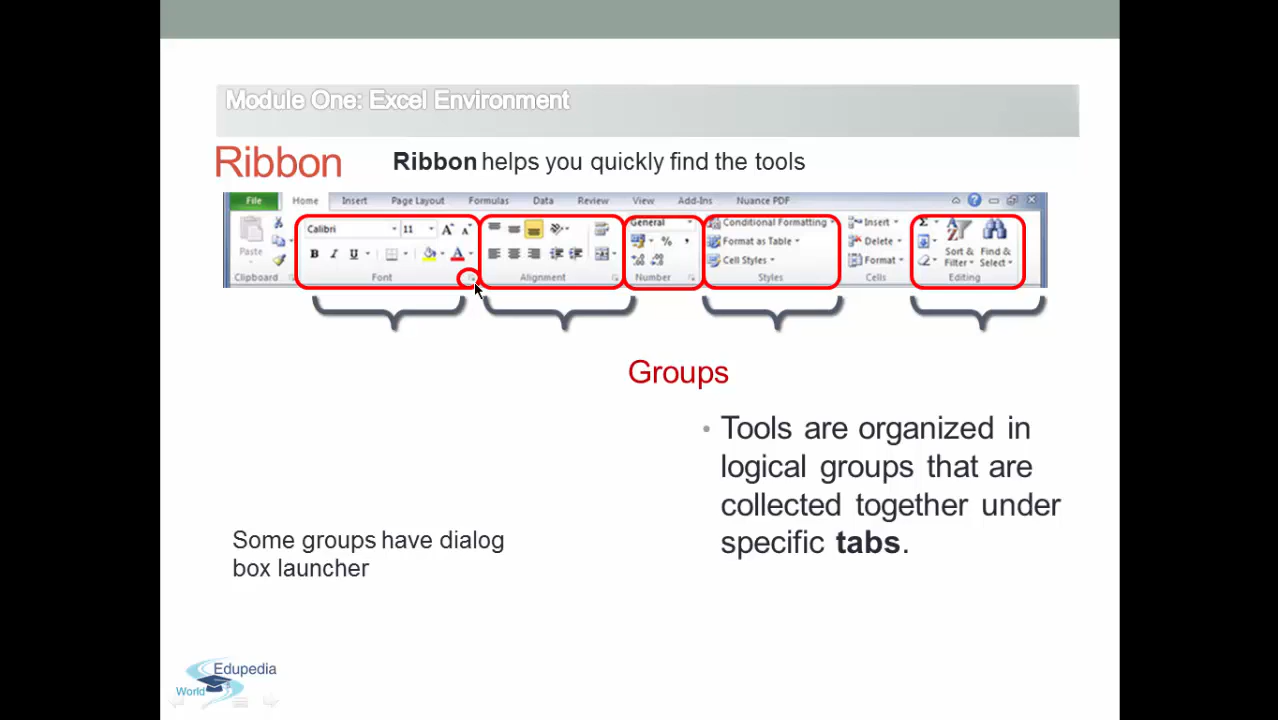 Module One: Excel Environment
Ribbon
Ribbon helps you quickly find the tools
File Home Insert Page Layout Formulas Data Review View Add-Ins Nuance PDF
Calibri 11 A A General Conditional Formatting Insert Σ
Paste B I U A % , Format as Table Delete Sort & Find &
Cell Styles Format Filter Select
Clipboard Font Alignment Number Styles Cells Editing
Groups
• Tools are organized in
logical groups that are
collected together under
specific tabs.
Some groups have dialog
box launcher
Edupedia
World